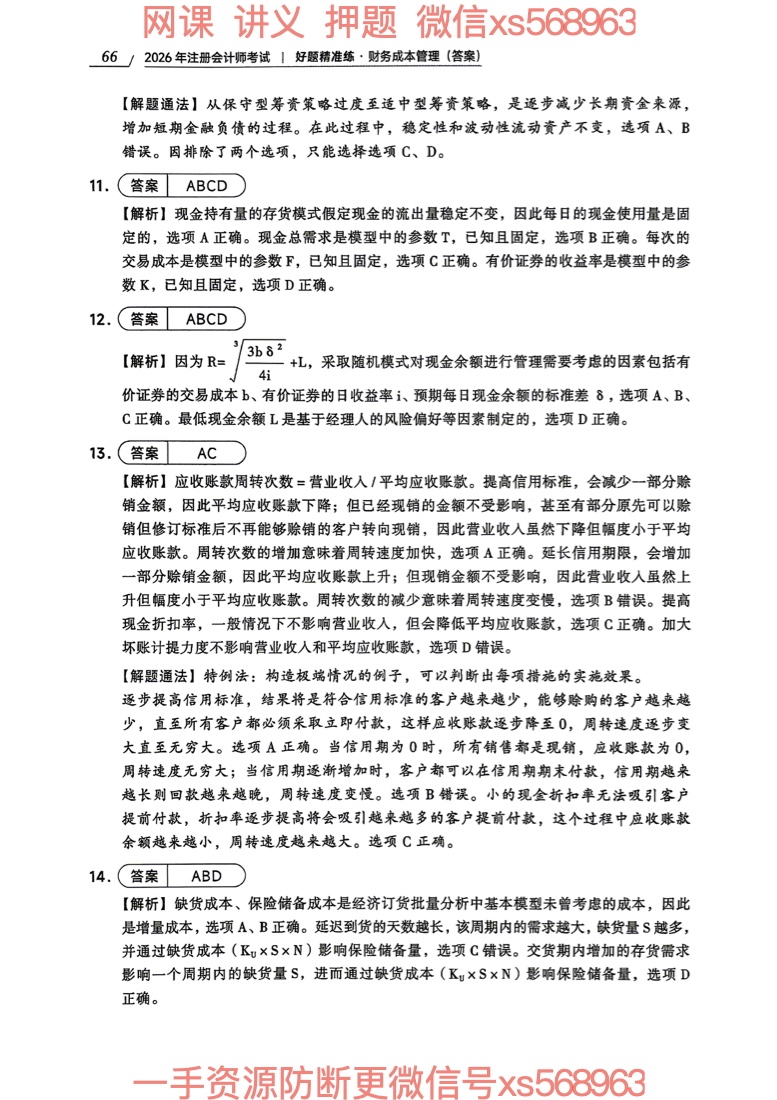 网课 讲义 押题 微信xs568963
66 / 2026年注册会计师考试 | 好题精准练·财务成本管理(答案)
【解题通法】从保守型筹资策略过度至适中型筹资策略，是逐步减少长期资金来源，
增加短期金融负债的过程。在此过程中，稳定性和波动性流动资产不变，选项 A、B
错误。因排除了两个选项，只能选择选项 C、D。
11. 答案 ABCD
【解析】现金持有量的存货模式假定现金的流出量稳定不变，因此每日的现金使用量是固
定的，选项 A 正确。现金总需求是模型中的参数 T，已知且固定，选项 B 正确。每次的
交易成本是模型中的参数 F，已知且固定，选项 C 正确。有价证券的收益率是模型中的参
数 K，已知且固定，选项 D 正确。
12. 答案 ABCD
【解析】因为 R=∛(3bδ²/4i)+L，采取随机模式对现金余额进行管理需要考虑的因素包括有
价证券的交易成本 b、有价证券的日收益率 i、预期每日现金余额的标准差 δ，选项 A、B、
C 正确。最低现金余额 L 是基于经理人的风险偏好等因素制定的，选项 D 正确。
13. 答案 AC
【解析】应收账款周转次数 = 营业收入 / 平均应收账款。提高信用标准，会减少一部分赊
销金额，因此平均应收账款下降；但已经现销的金额不受影响，甚至有部分原先可以赊
销但修订标准后不再能够赊销的客户转向现销，因此营业收入虽然下降但幅度小于平均
应收账款。周转次数的增加意味着周转速度加快，选项 A 正确。延长信用期限，会增加
一部分赊销金额，因此平均应收账款上升；但现销金额不受影响，因此营业收入虽然上
升但幅度小于平均应收账款。周转次数的减少意味着周转速度变慢，选项 B 错误。提高
现金折扣率，一般情况下不影响营业收入，但会降低平均应收账款，选项 C 正确。加大
坏账计提力度不影响营业收入和平均应收账款，选项 D 错误。
【解题通法】特例法：构造极端情况的例子，可以判断出每项措施的实施效果。
逐步提高信用标准，结果将是符合信用标准的客户越来越少，能够赊购的客户越来越
少，直至所有客户都必须采取立即付款，这样应收账款逐步降至 0，周转速度逐步变
大直至无穷大。选项 A 正确。当信用期为 0 时，所有销售都是现销，应收账款为 0，
周转速度无穷大；当信用期逐渐增加时，客户都可以在信用期期末付款，信用期越来
越长则回款越来越晚，周转速度变慢。选项 B 错误。小的现金折扣率无法吸引客户
提前付款，折扣率逐步提高将会吸引越来越多的客户提前付款，这个过程中应收账款
余额越来越小，周转速度越来越大。选项 C 正确。
14. 答案 ABD
【解析】缺货成本、保险储备成本是经济订货批量分析中基本模型未曾考虑的成本，因此
是增量成本，选项 A、B 正确。延迟到货的天数越长，该周期内的需求越大，缺货量 S 越多，
并通过缺货成本（K_U×S×N）影响保险储备量，选项 C 错误。交货期内增加的存货需求
影响一个周期内的缺货量 S，进而通过缺货成本（K_U×S×N）影响保险储备量，选项 D
正确。
一手资源防断更微信号xs568963